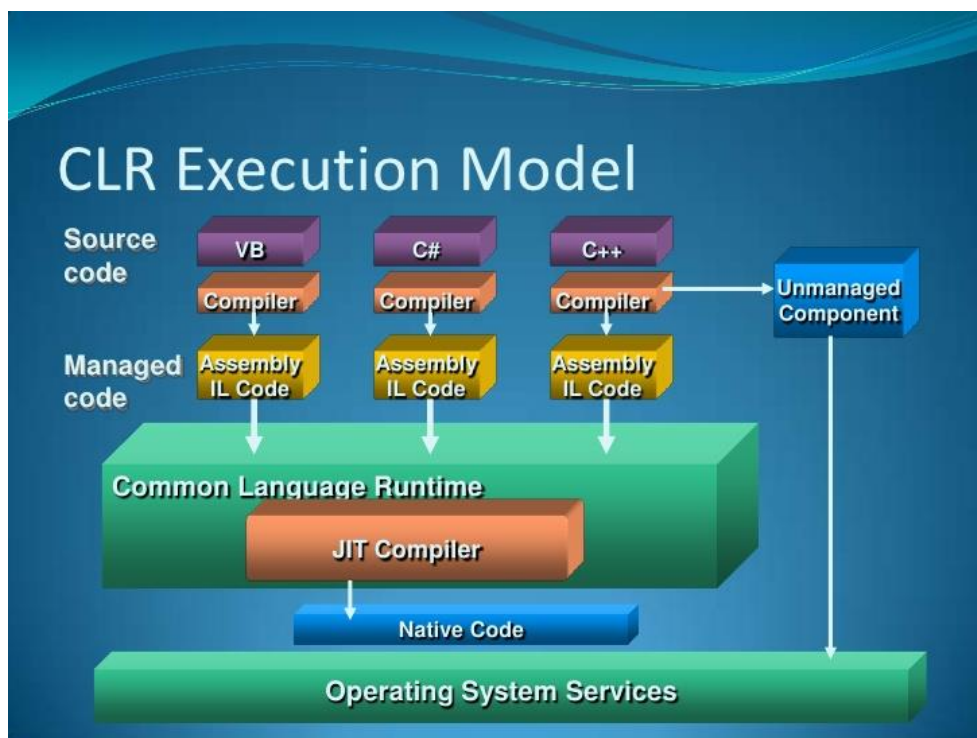 CLR Execution Model
Source
code
VB
C#
C++
Compiler
Compiler
Compiler
Unmanaged
Component
Managed
code
Assembly
IL Code
Assembly
IL Code
Assembly
IL Code
Common Language Runtime
JIT Compiler
Native Code
Operating System Services